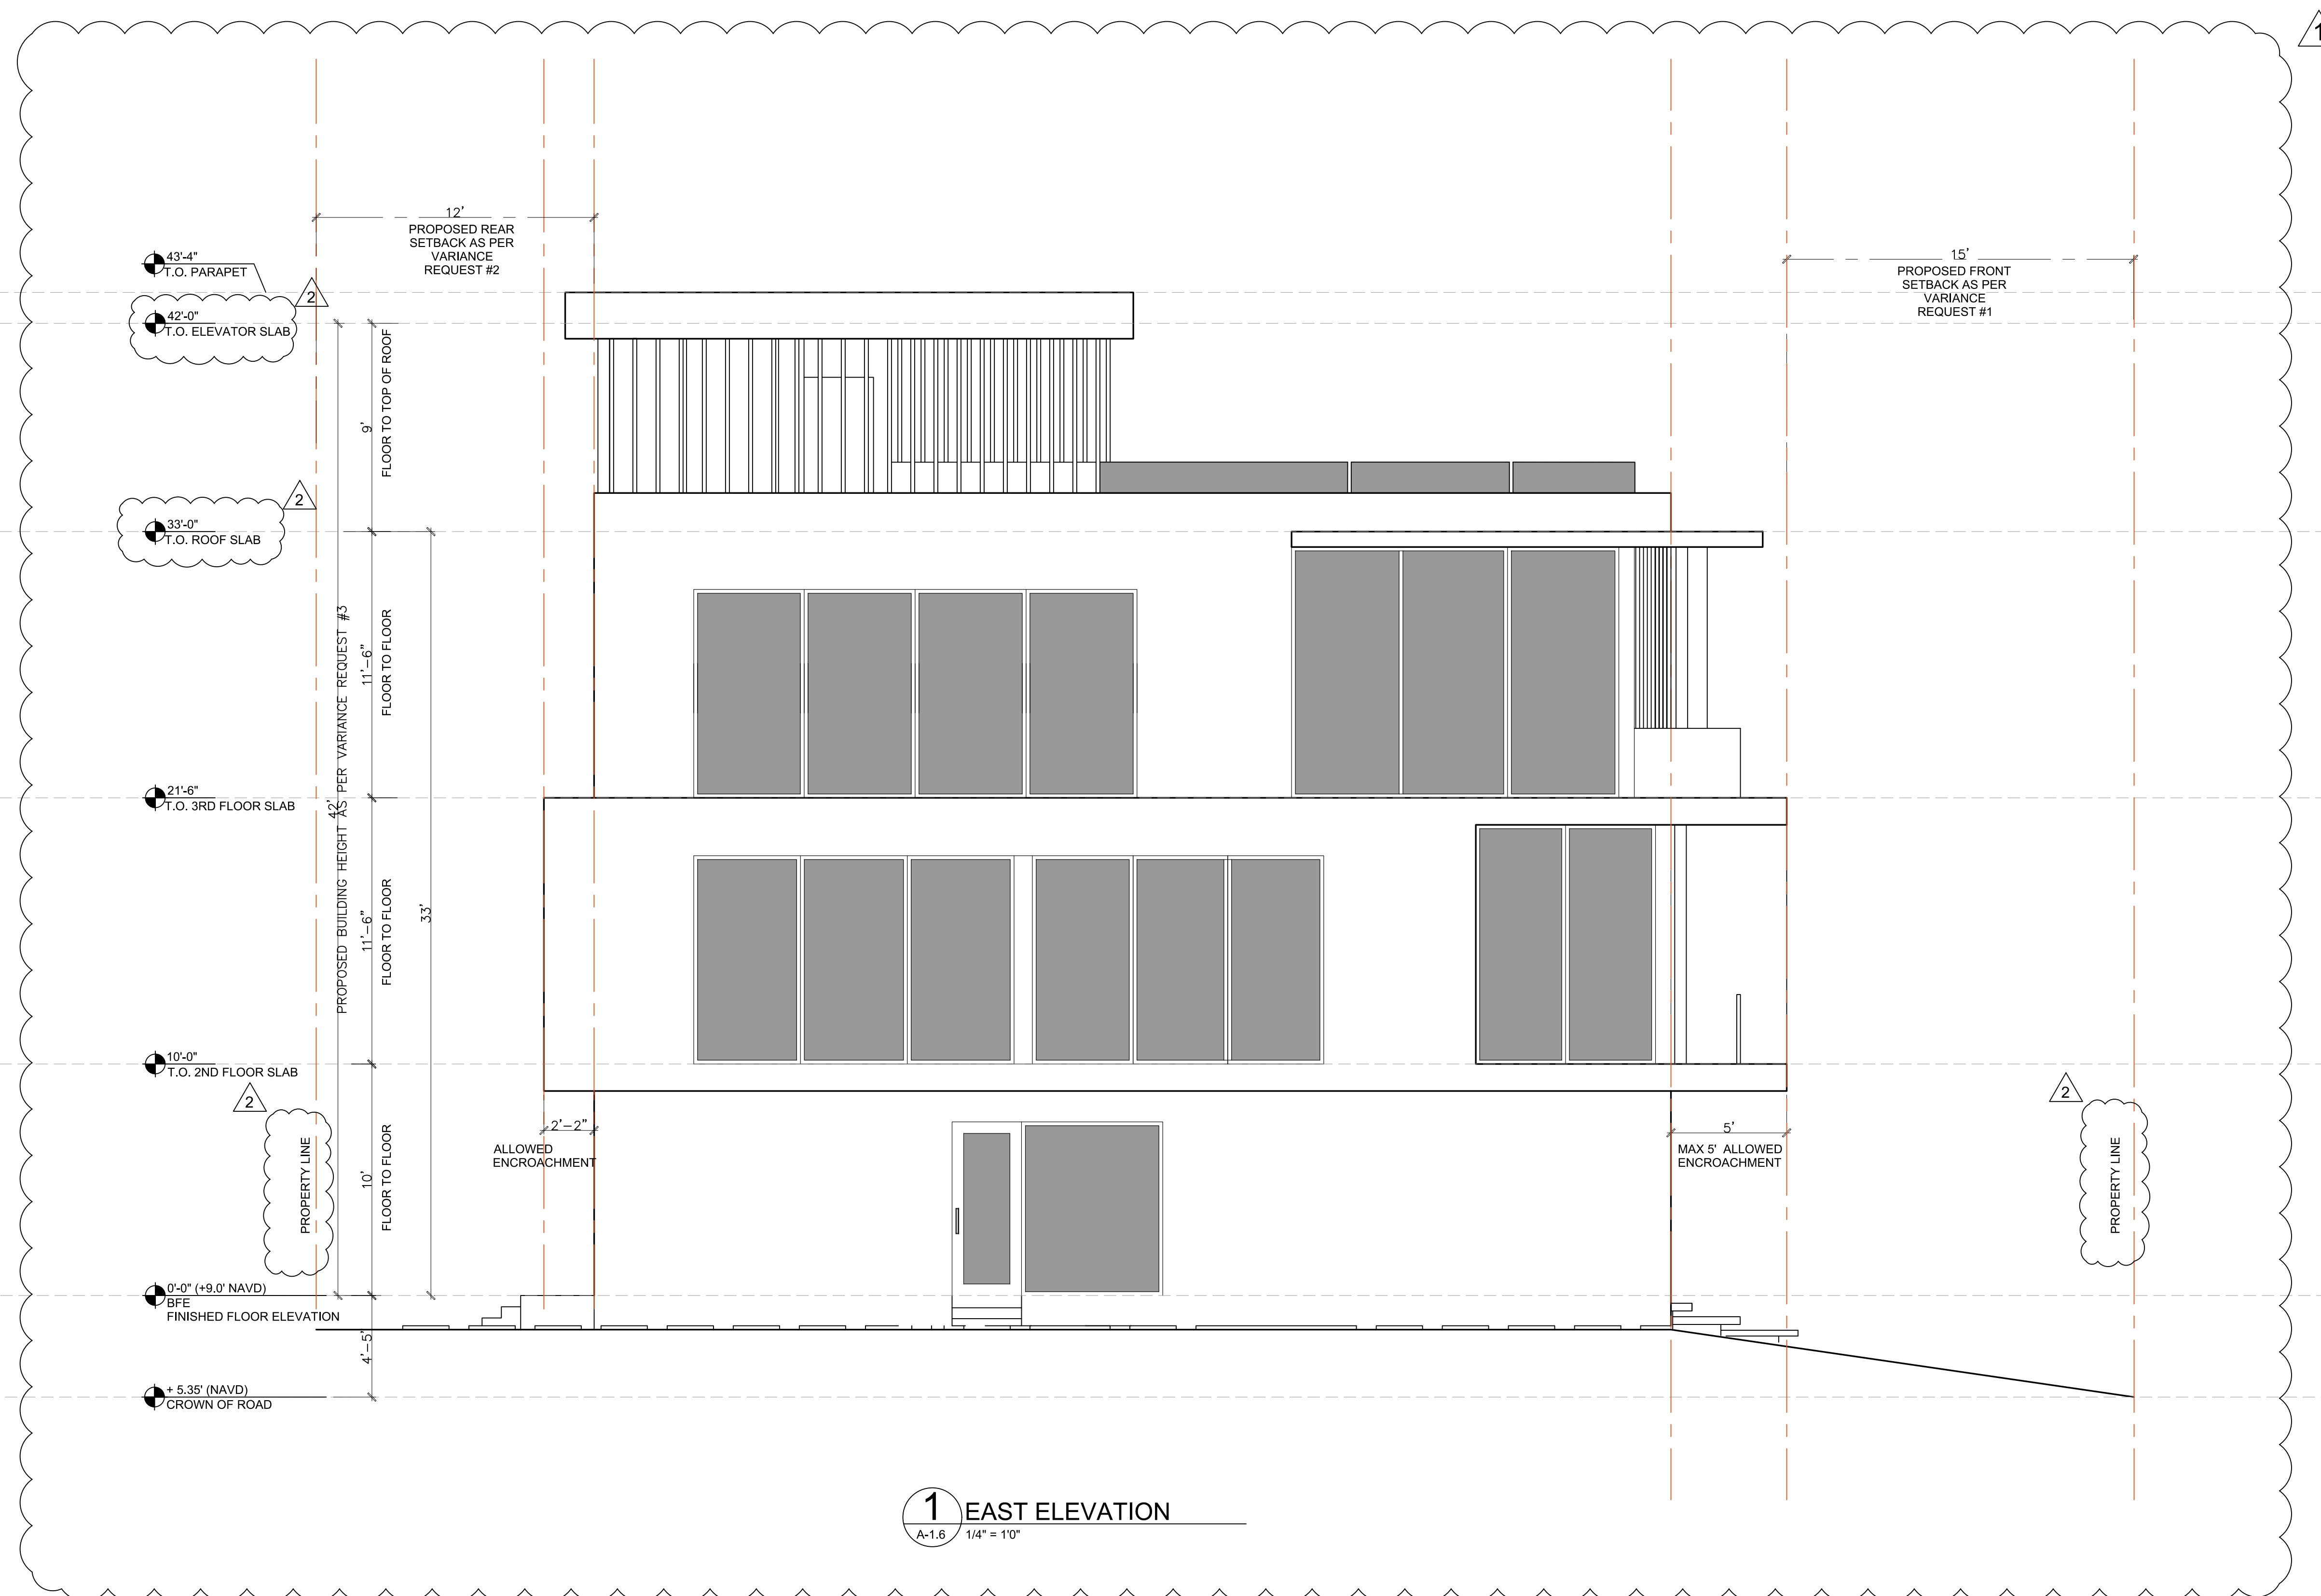 1
12'
PROPOSED REAR
SETBACK AS PER
VARIANCE
REQUEST #2
15'
PROPOSED FRONT
SETBACK AS PER
VARIANCE
REQUEST #1
43'-4"
T.O. PARAPET
2
42'-0"
T.O. ELEVATOR SLAB
9'
FLOOR TO TOP OF ROOF
2
33'-0"
T.O. ROOF SLAB
11'-6"
FLOOR TO FLOOR
42'
PROPOSED BUILDING HEIGHT AS PER VARIANCE REQUEST #3
21'-6"
T.O. 3RD FLOOR SLAB
11'-6"
FLOOR TO FLOOR
33'
10'-0"
T.O. 2ND FLOOR SLAB
2
PROPERTY LINE
10'
FLOOR TO FLOOR
2'-2"
ALLOWED
ENCROACHMENT
5'
MAX 5' ALLOWED
ENCROACHMENT
2
PROPERTY LINE
0'-0" (+9.0' NAVD)
BFE
FINISHED FLOOR ELEVATION
4'-5"
+ 5.35' (NAVD)
CROWN OF ROAD
1
EAST ELEVATION
A-1.6
1/4" = 1'0"